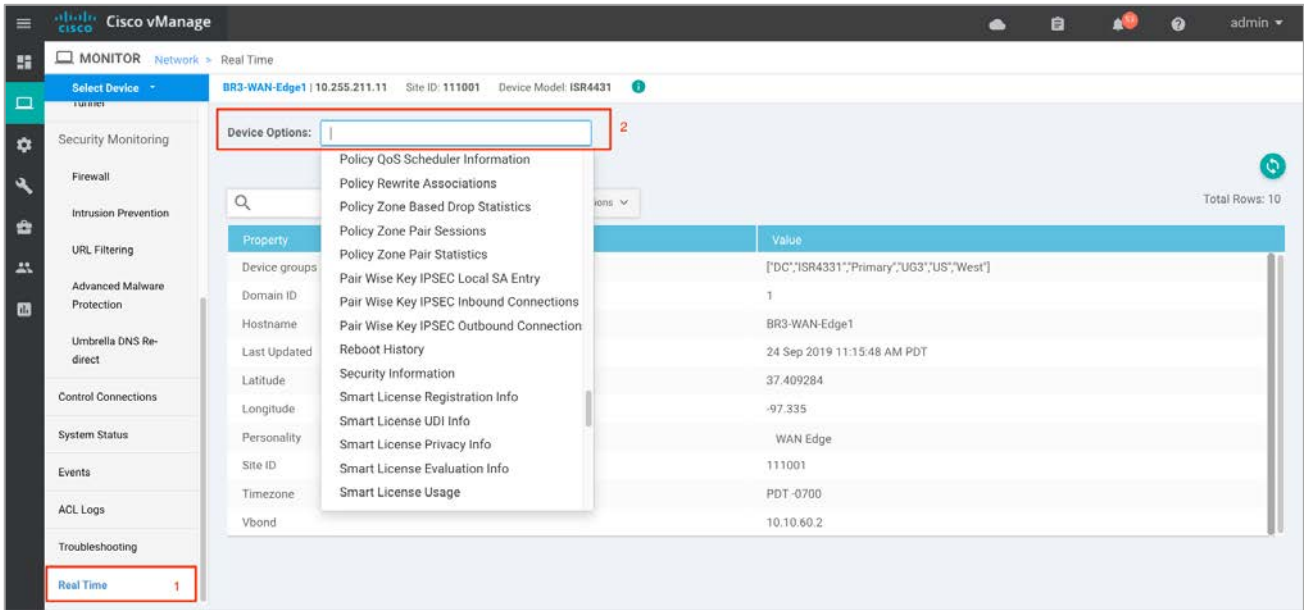 cisco Cisco vManage
admin
MONITOR Network > Real Time
Select Device
BR3-WAN-Edge1 | 10.255.211.11 Site ID: 111001 Device Model: ISR4431
Tunnel
Security Monitoring
Firewall
Intrusion Prevention
URL Filtering
Advanced Malware
Protection
Umbrella DNS Re-
direct
Control Connections
System Status
Events
ACL Logs
Troubleshooting
Real Time 1
Device Options: 2
Policy QoS Scheduler Information
Policy Rewrite Associations
Policy Zone Based Drop Statistics
Policy Zone Pair Sessions
Policy Zone Pair Statistics
Pair Wise Key IPSEC Local SA Entry
Pair Wise Key IPSEC Inbound Connections
Pair Wise Key IPSEC Outbound Connection
Reboot History
Security Information
Smart License Registration Info
Smart License UDI Info
Smart License Privacy Info
Smart License Evaluation Info
Smart License Usage
Total Rows: 10
Property Value
Device groups ["DC","ISR4331","Primary","UG3","US","West"]
Domain ID 1
Hostname BR3-WAN-Edge1
Last Updated 24 Sep 2019 11:15:48 AM PDT
Latitude 37.409284
Longitude -97.335
Personality WAN Edge
Site ID 111001
Timezone PDT -0700
Vbond 10.10.60.2